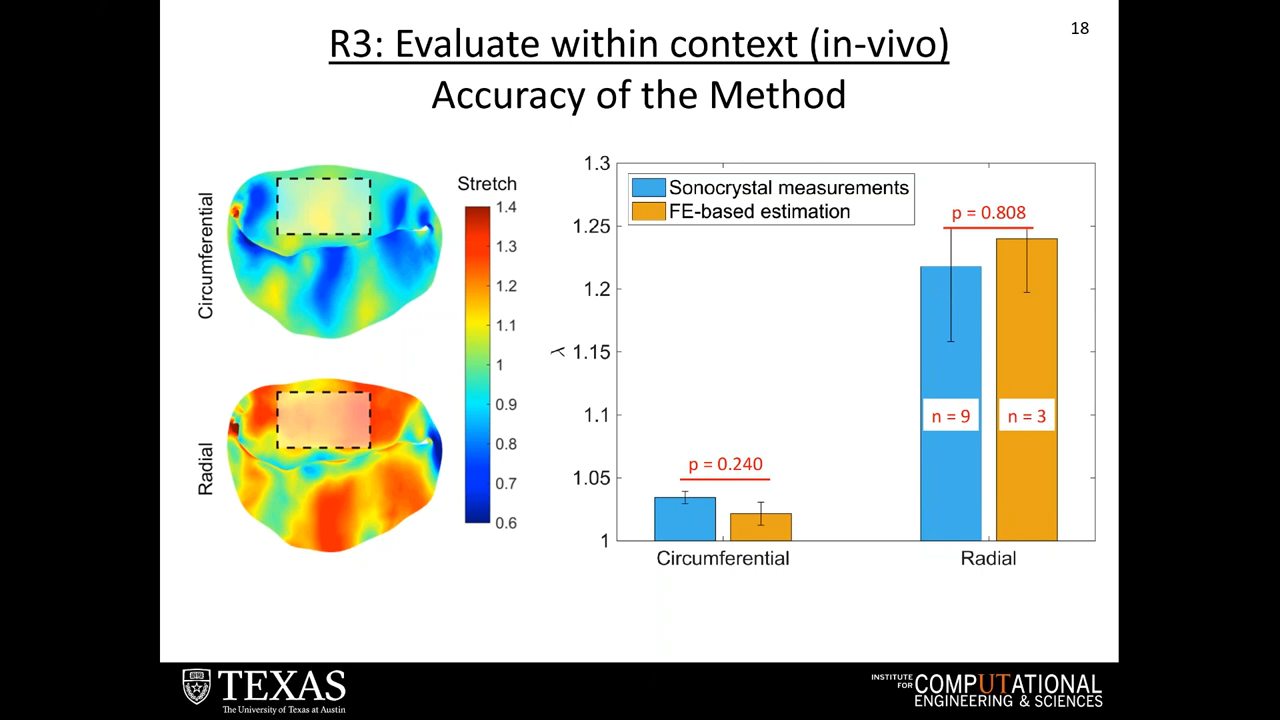 18
R3: Evaluate within context (in-vivo)
Accuracy of the Method
Circumferential
Radial
Stretch
1.4
1.3
1.2
1.1
1
0.9
0.8
0.7
0.6
λ
1.3
1.25
1.2
1.15
1.1
1.05
1
Sonocrystal measurements
FE-based estimation
p = 0.808
n = 9
n = 3
p = 0.240
Circumferential
Radial
TEXAS
The University of Texas at Austin
INSTITUTE
FOR
COMPUTATIONAL
ENGINEERING & SCIENCES